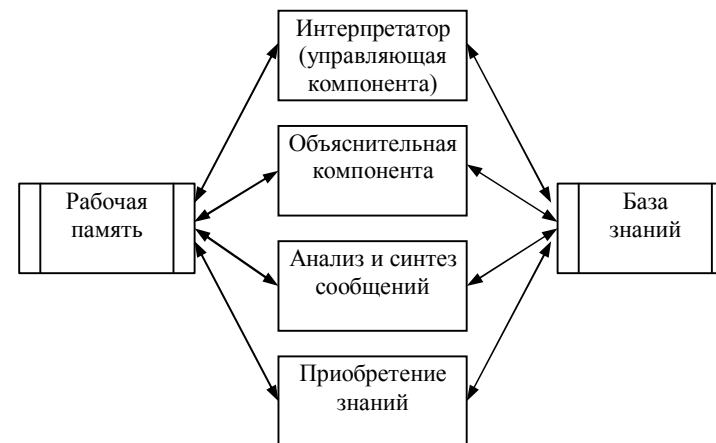 Интерпретатор
(управляющая
компонента)
Объяснительная
компонента
Рабочая
память
База
знаний
Анализ и синтез
сообщений
Приобретение
знаний